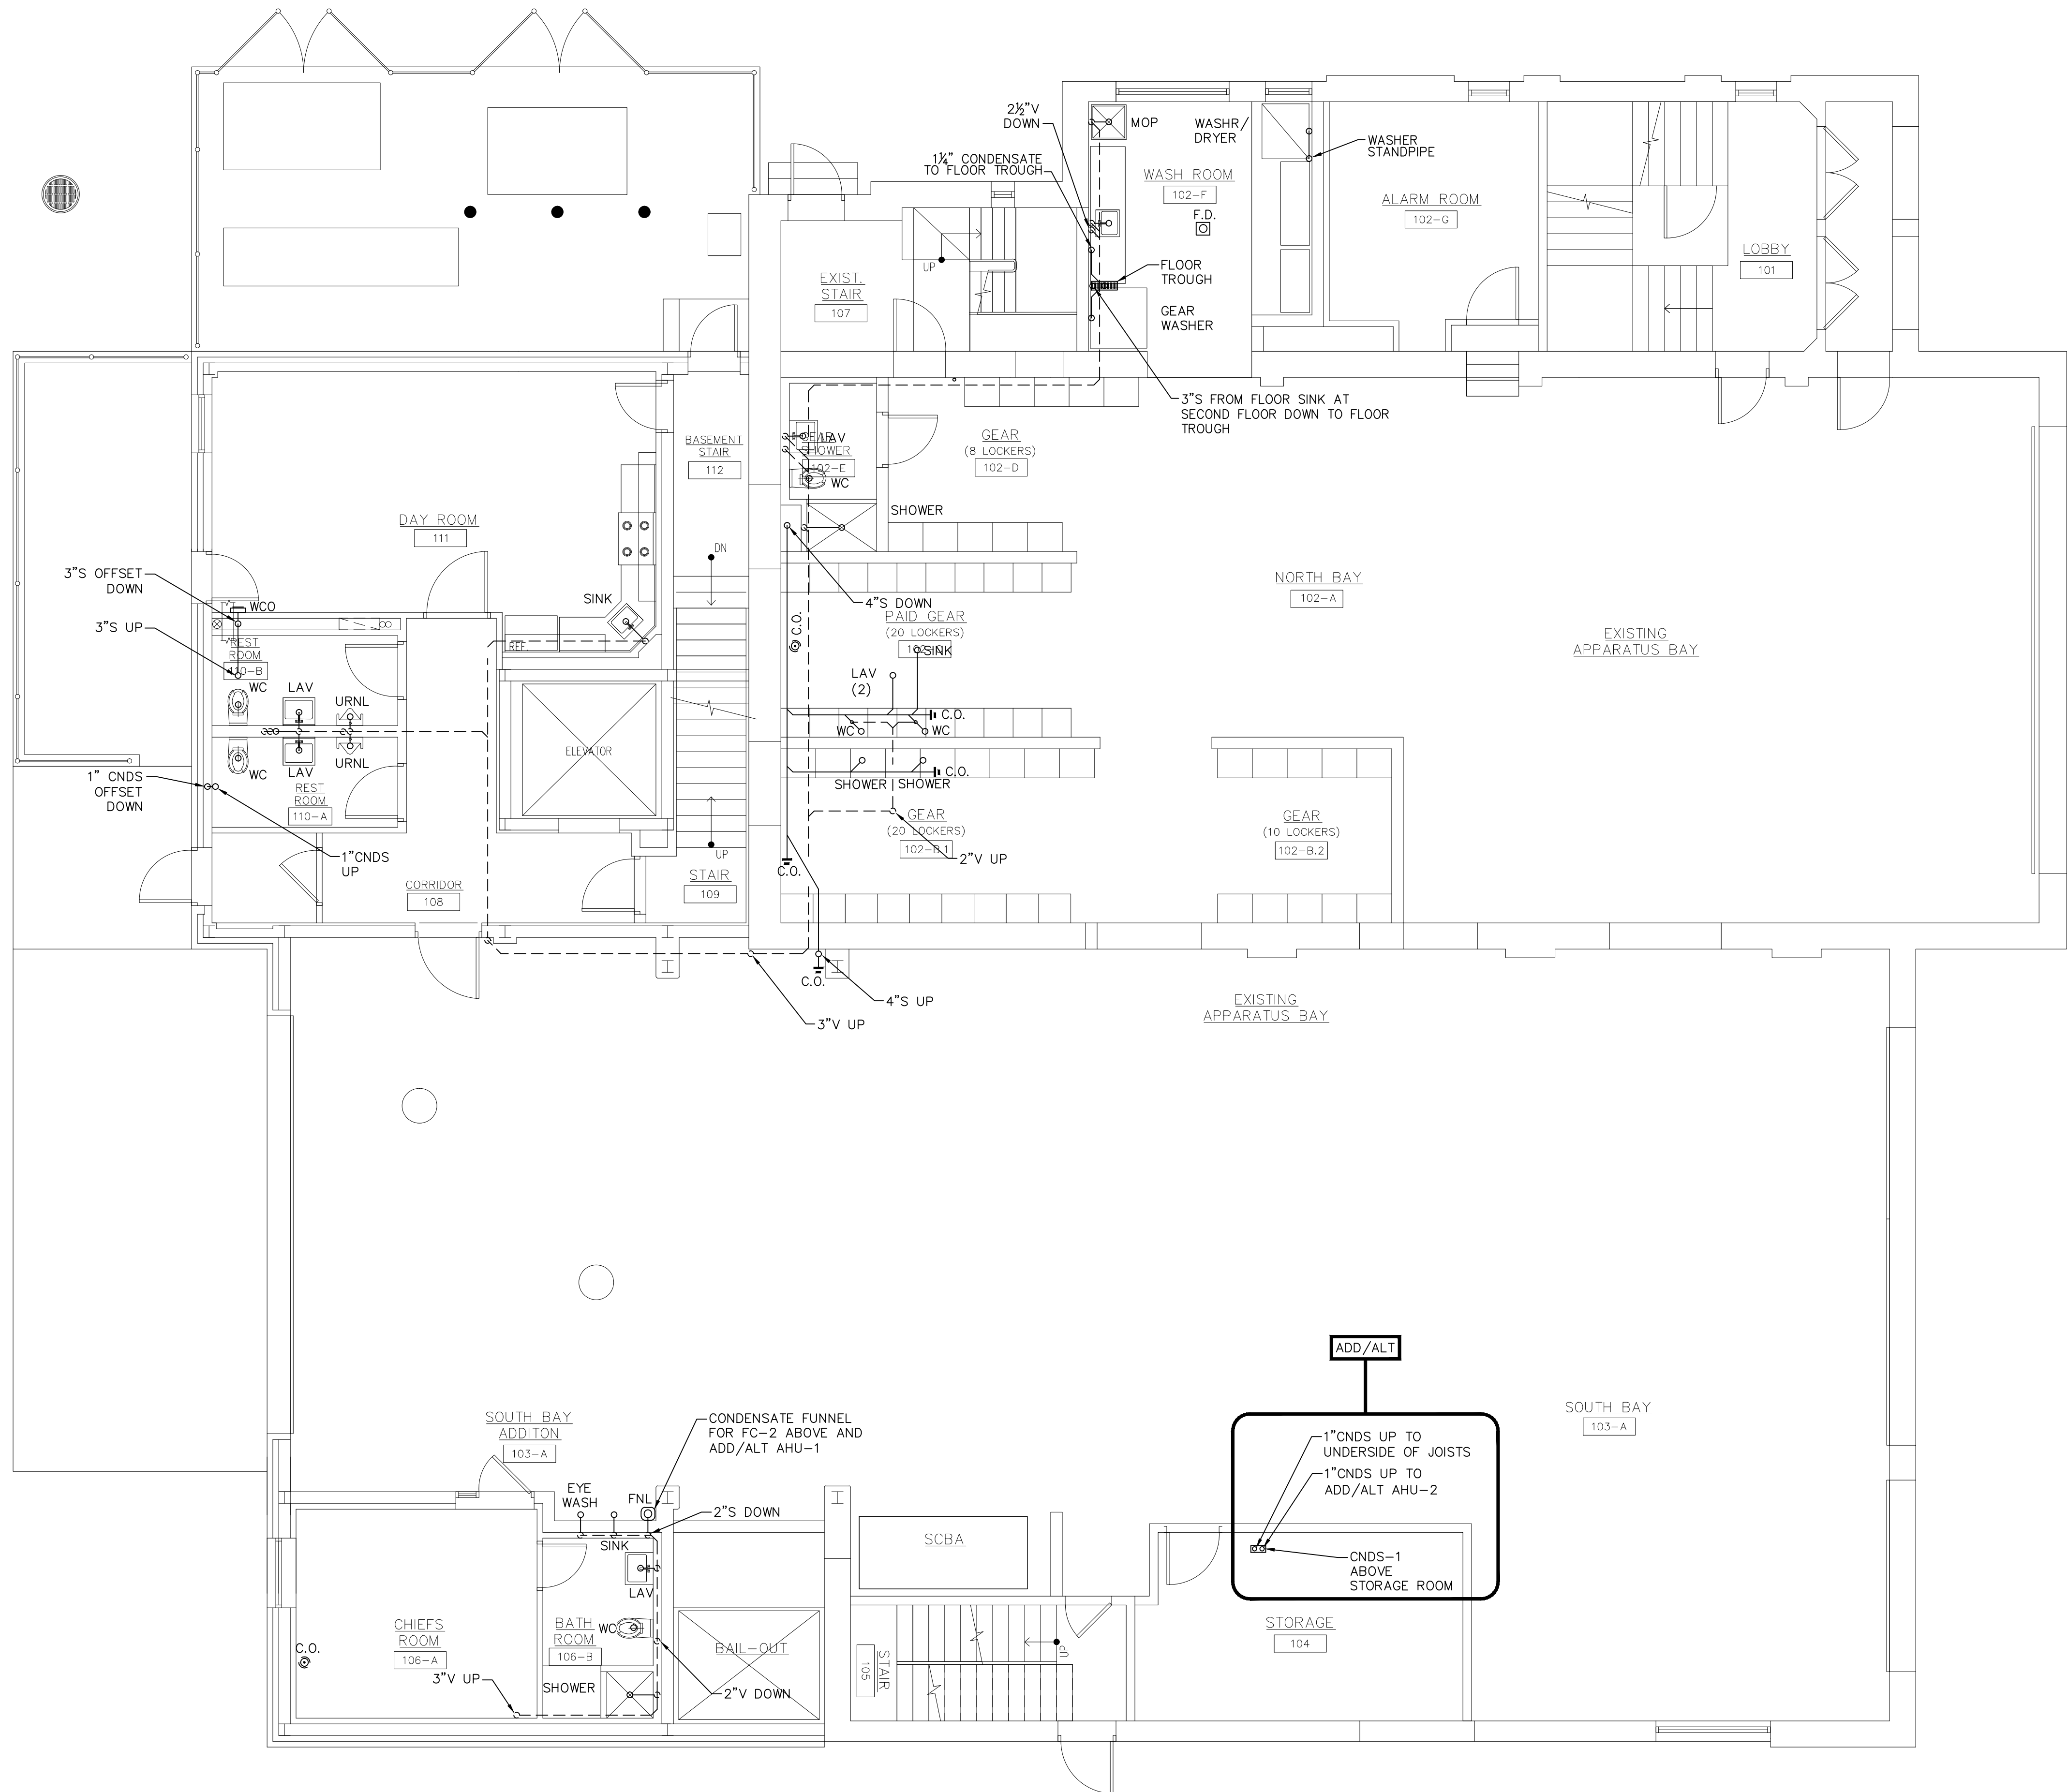 2½"V
DOWN
1¼" CONDENSATE
TO FLOOR TROUGH
MOP
WASHR/
DRYER
WASHER
STANDPIPE
WASH ROOM
102-F
F.D.
ALARM ROOM
102-G
LOBBY
101
UP
EXIST.
STAIR
107
FLOOR
TROUGH
GEAR
WASHER
3"S FROM FLOOR SINK AT
SECOND FLOOR DOWN TO FLOOR
TROUGH
BASEMENT
STAIR
112
GEAR
SHOWER
102-E
LAV
WC
GEAR
(8 LOCKERS)
102-D
SHOWER
DAY ROOM
111
DN
3"S OFFSET
DOWN
WCO
3"S UP
REST
ROOM
110-B
WC
LAV
URNL
SINK
REF.
4"S DOWN
C.O.
PAID GEAR
(20 LOCKERS)
SINK
LAV
(2)
C.O.
WC
WC
NORTH BAY
102-A
EXISTING
APPARATUS BAY
ELEVATOR
WC
LAV
URNL
REST
ROOM
110-A
1" CNDS
OFFSET
DOWN
1"CNDS
UP
C.O.
SHOWER
SHOWER
GEAR
(20 LOCKERS)
102-B.1
2"V UP
GEAR
(10 LOCKERS)
102-B.2
UP
STAIR
109
C.O.
CORRIDOR
108
C.O.
4"S UP
3"V UP
EXISTING
APPARATUS BAY
ADD/ALT
SOUTH BAY
ADDITON
103-A
CONDENSATE FUNNEL
FOR FC-2 ABOVE AND
ADD/ALT AHU-1
1"CNDS UP TO
UNDERSIDE OF JOISTS
1"CNDS UP TO
ADD/ALT AHU-2
CNDS-1
ABOVE
STORAGE ROOM
SOUTH BAY
103-A
EYE
WASH
FNL
2"S DOWN
SINK
LAV
SCBA
CHIEFS
ROOM
106-A
C.O.
BATH
ROOM
106-B
WC
BAIL-OUT
STAIR
105
UP
STORAGE
104
3"V UP
SHOWER
2"V DOWN